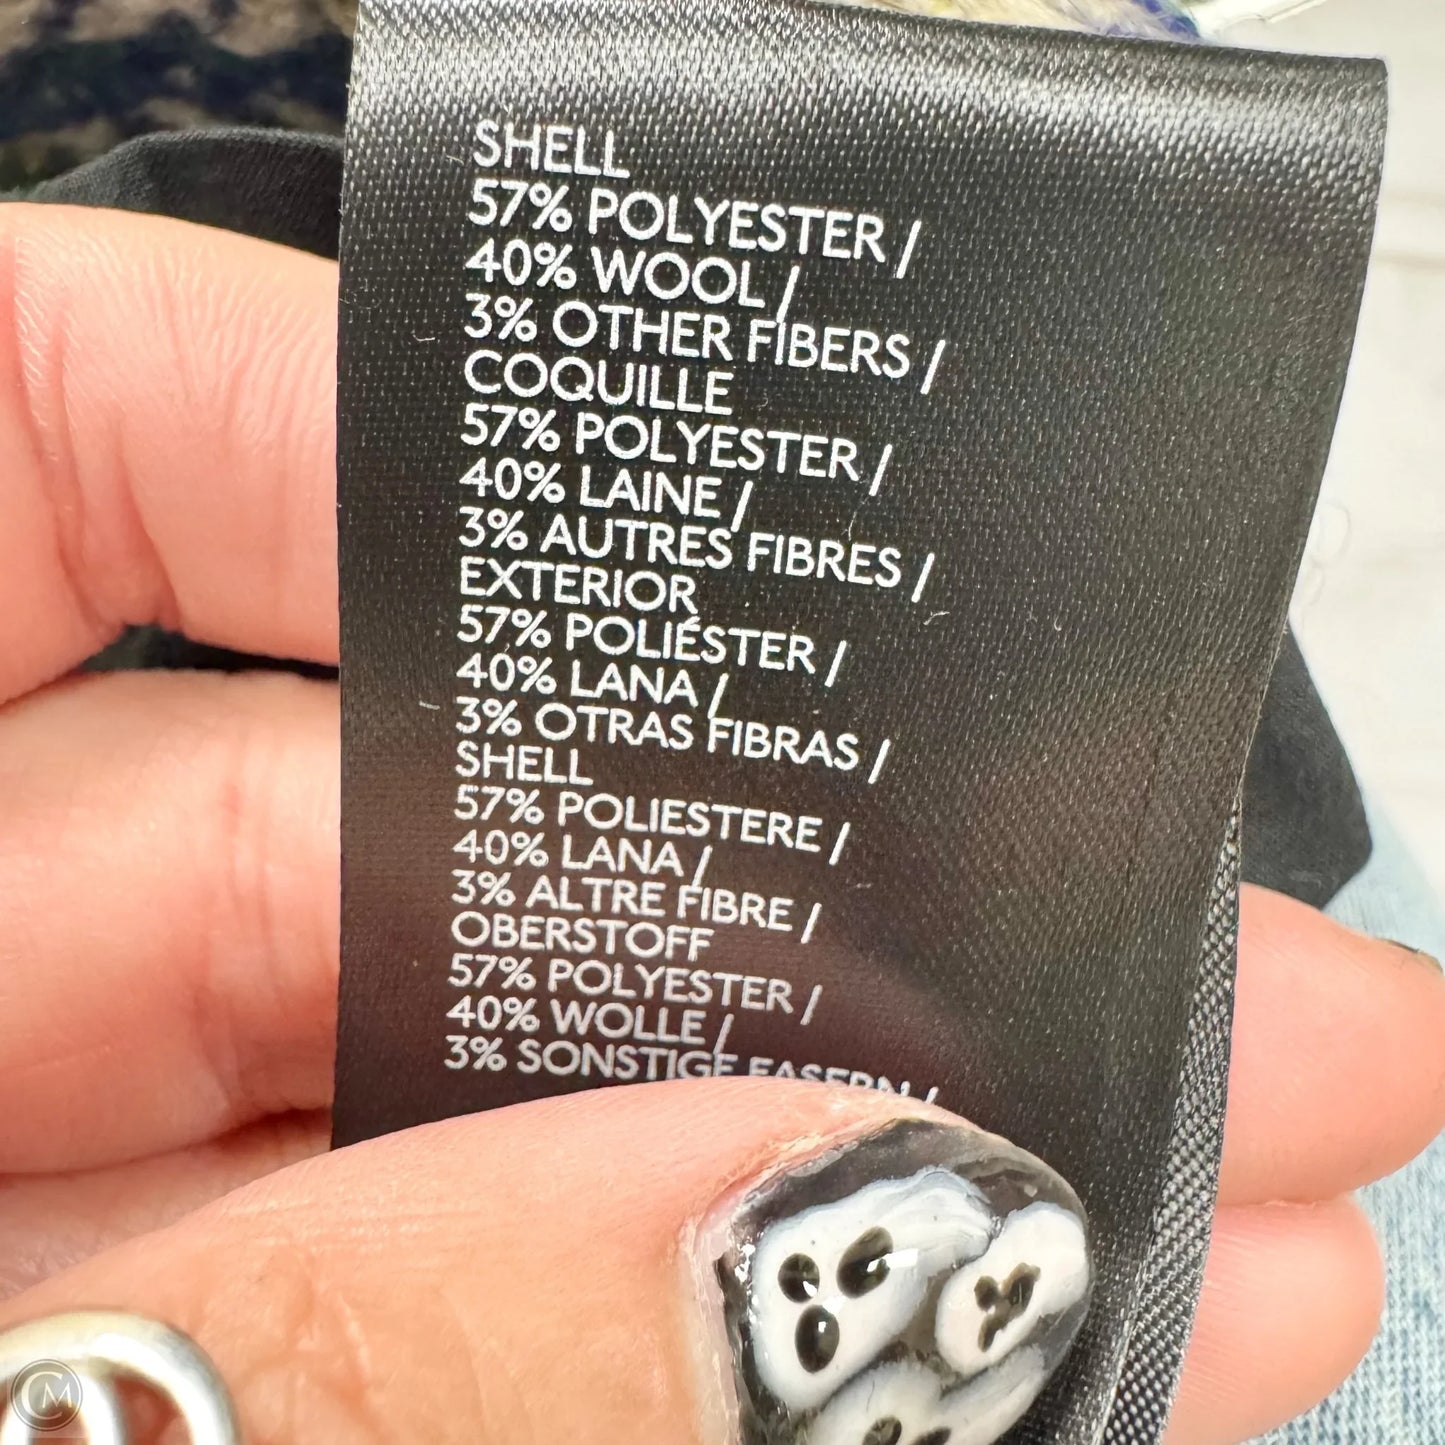 SHELL
57% POLYESTER /
40% WOOL /
3% OTHER FIBERS /
COQUILLE
57% POLYESTER /
40% LAINE /
3% AUTRES FIBRES /
EXTERIOR
57% POLIÉSTER /
40% LANA /
3% OTRAS FIBRAS /
SHELL
57% POLIESTERE /
40% LANA /
3% ALTRE FIBRE /
OBERSTOFF
57% POLYESTER /
40% WOLLE /
3% SONSTIGE FASERN /
CM